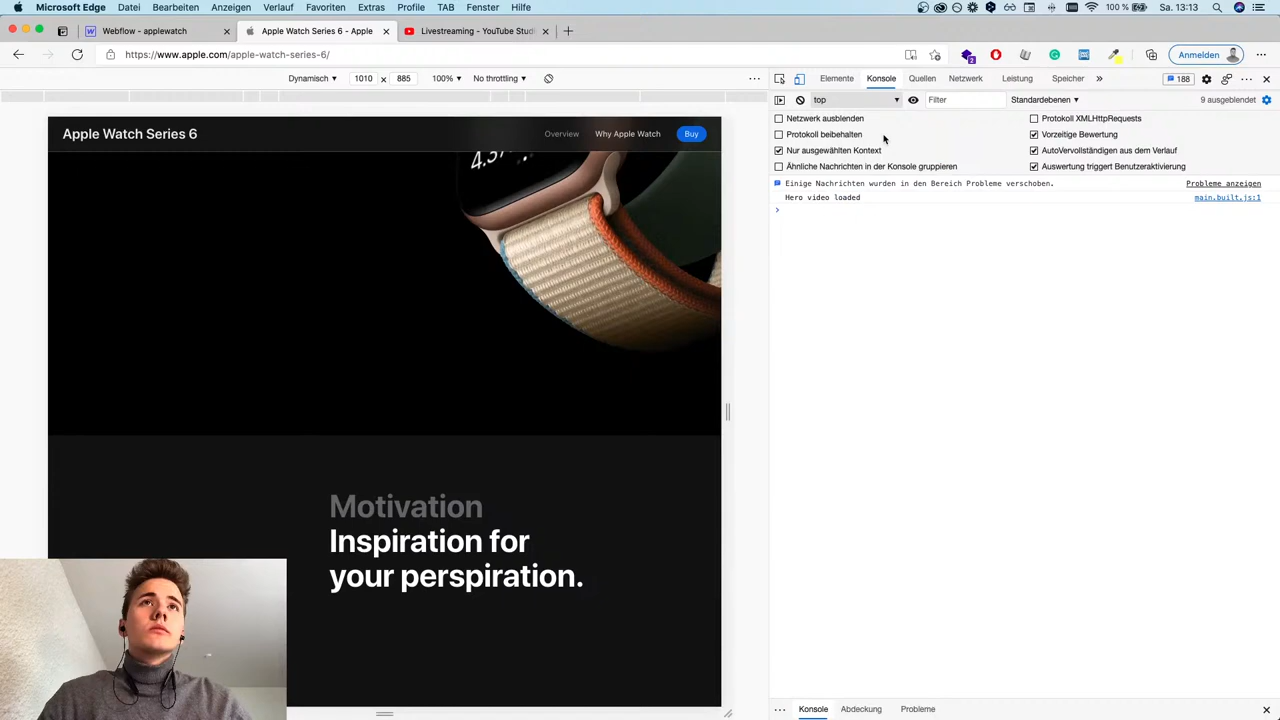 Microsoft Edge Datei Bearbeiten Anzeigen Verlauf Favoriten Extras Profile TAB Fenster Hilfe 100 % Sa. 13:13
Webflow - applewatch × Apple Watch Series 6 - Apple × Livestreaming - YouTube Stu × +
https://www.apple.com/apple-watch-series-6/ 2 Anmelden
Dynamisch 1010 × 885 100% No throttling
Elemente Konsole Quellen Netzwerk Leistung Speicher » 188
top Filter Standardebenen 9 ausgeblendet
Netzwerk ausblenden Protokoll XMLHttpRequests
Protokoll beibehalten Vorzeitige Bewertung
Nur ausgewählten Kontext AutoVervollständigen aus dem Verlauf
Ähnliche Nachrichten in der Konsole gruppieren Auswertung triggert Benutzeraktivierung
Einige Nachrichten wurden in den Bereich Probleme verschoben. Probleme anzeigen
Hero video loaded main.built.js:1
Apple Watch Series 6 Overview Why Apple Watch Buy
Motivation
Inspiration for
your perspiration.
Konsole Abdeckung Probleme